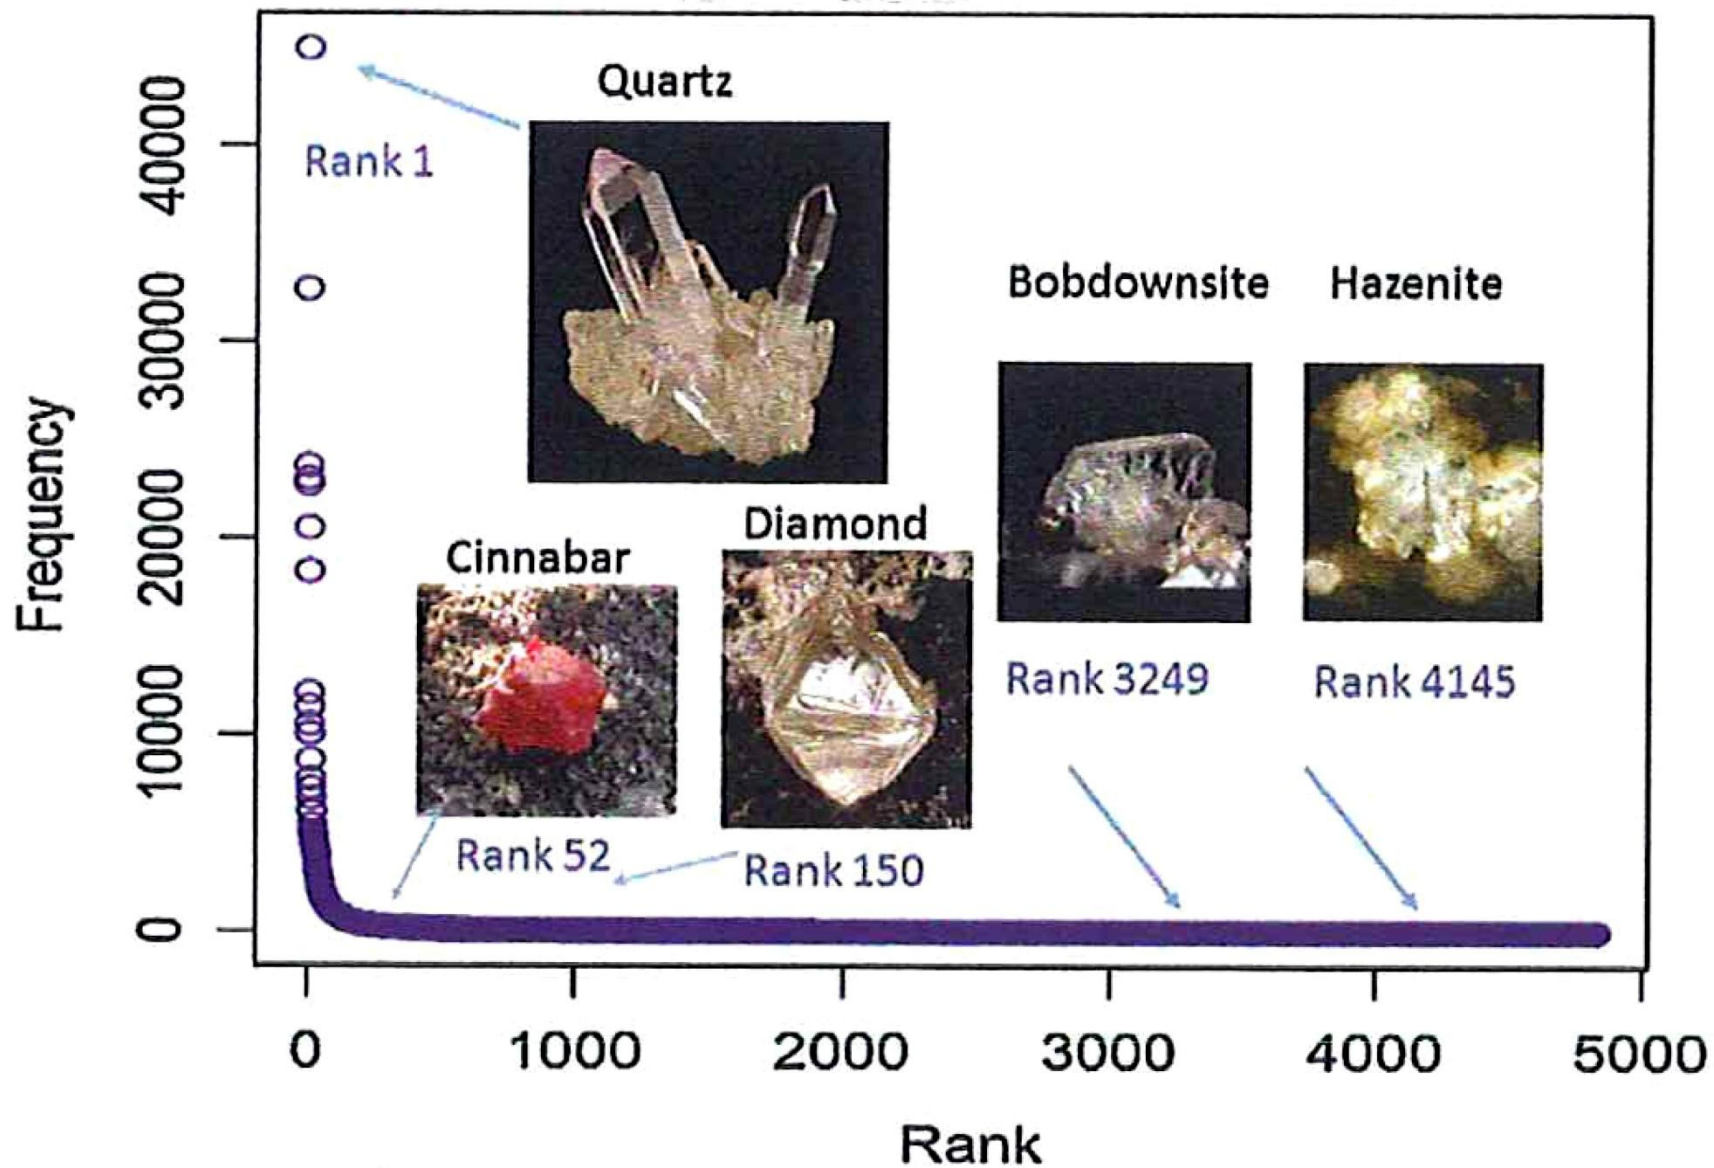 Quartz
Rank 1
Bobdownsite
Hazenite
Cinnabar
Diamond
Rank 3249
Rank 4145
Rank 52
Rank 150
Frequency
40000
30000
20000
10000
0
0 1000 2000 3000 4000 5000
Rank